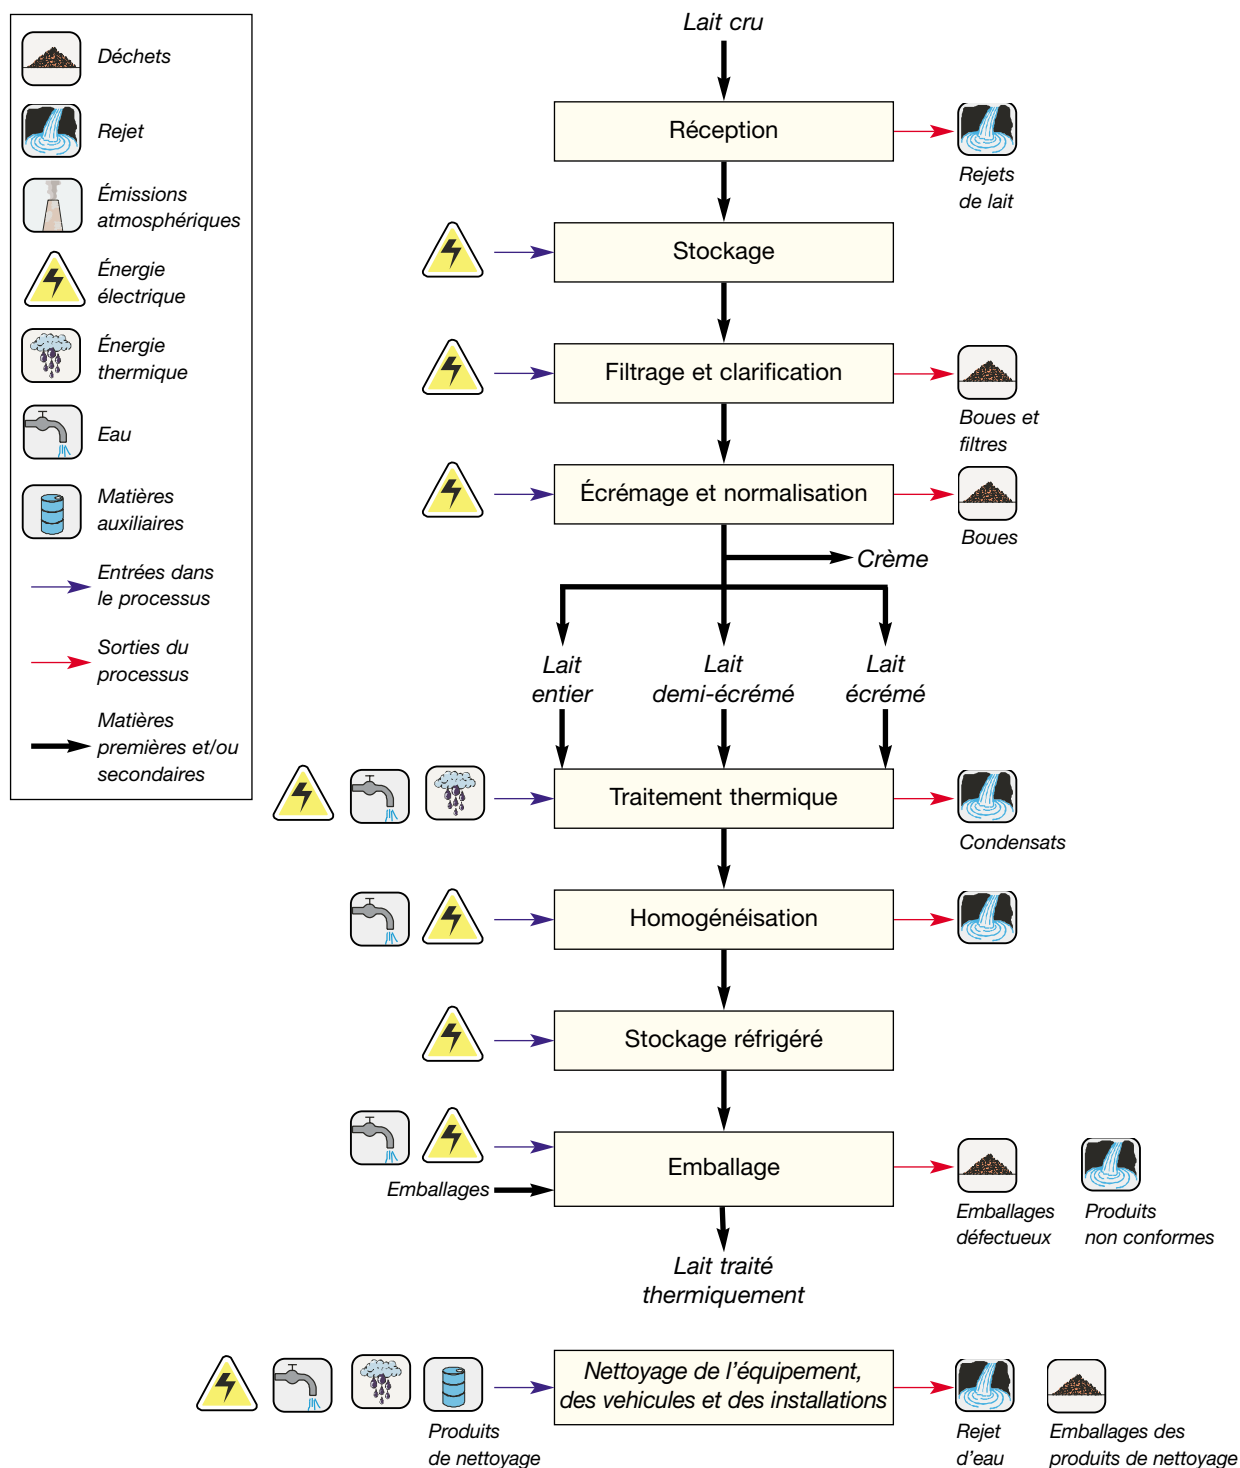 Déchets
Rejet
Émissions
atmosphériques
Énergie
électrique
Énergie
thermique
Eau
Matières
auxiliaires
Entrées dans
le processus
Sorties du
processus
Matières
premières et/ou
secondaires
Lait cru
Réception
Rejets
de lait
Stockage
Filtrage et clarification
Boues et
filtres
Écrémage et normalisation
Boues
Crème
Lait
entier
Lait
demi-écrémé
Lait
écrémé
Traitement thermique
Condensats
Homogénéisation
Stockage réfrigéré
Emballages
Emballage
Emballages
défectueux
Produits
non conformes
Lait traité
thermiquement
Produits
de nettoyage
Nettoyage de l'équipement,
des vehicules et des installations
Rejet
d'eau
Emballages des
produits de nettoyage